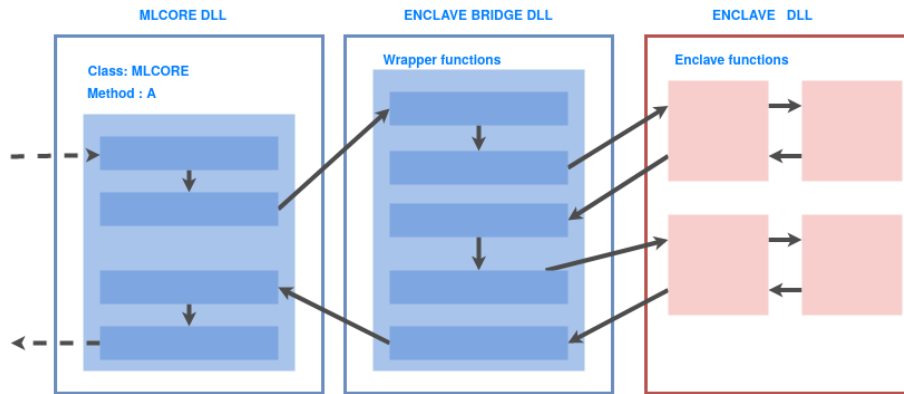 MLCORE DLL
ENCLAVE BRIDGE DLL
ENCLAVE DLL
Class: MLCORE
Method : A
Wrapper functions
Enclave functions